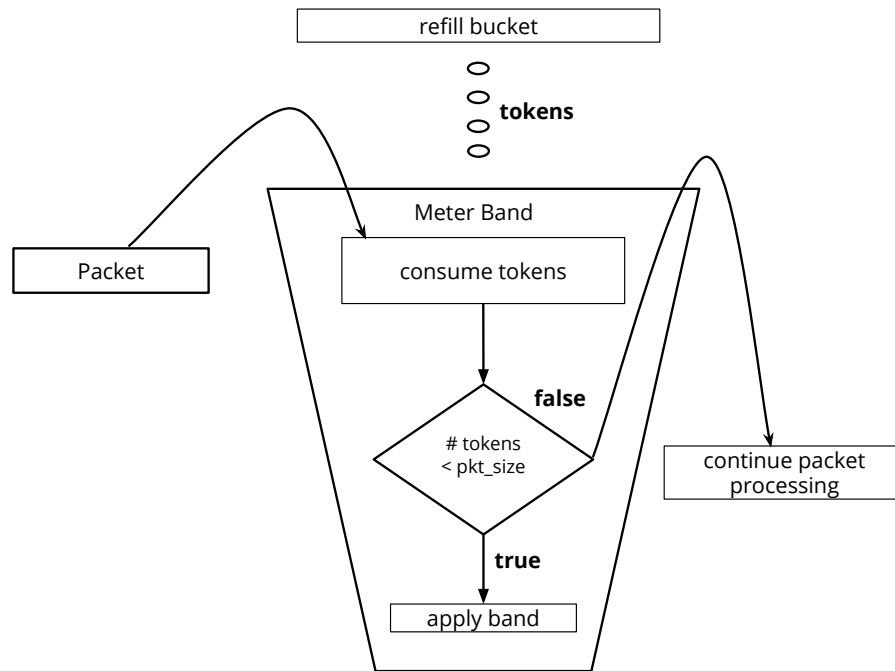 refill bucket
tokens
Meter Band
Packet
consume tokens
false
# tokens
< pkt_size
continue packet
processing
true
apply band